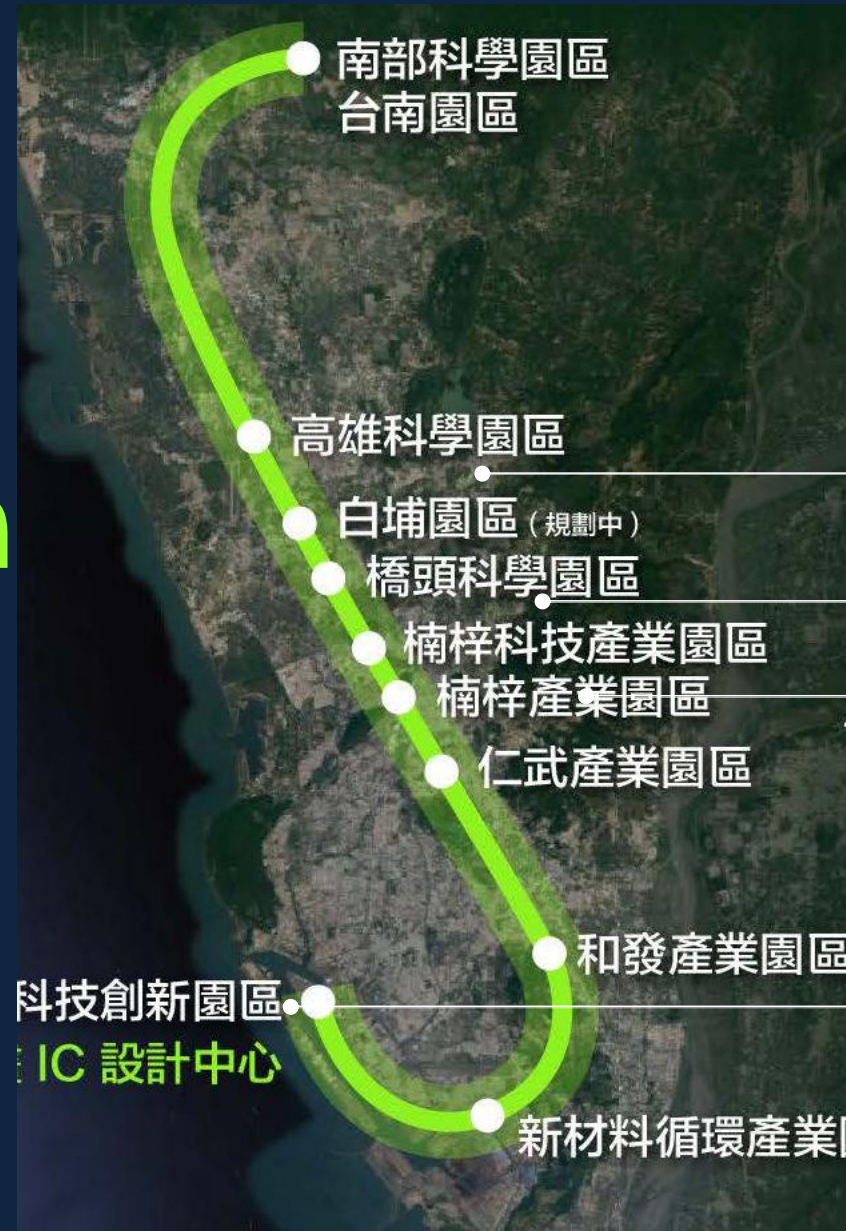 南部科學園區
台南園區
高雄科學園區
白埔園區（規劃中）
橋頭科學園區
楠梓科技產業園區
楠梓產業園區
仁武產業園區
和發產業園區
科技創新園區
IC 設計中心
新材料循環產業